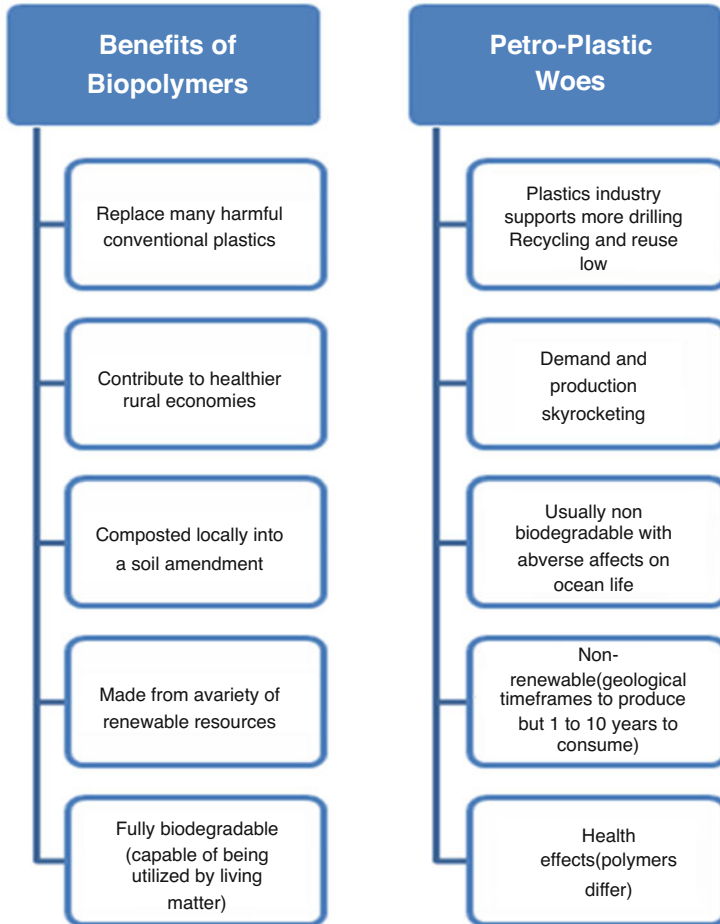 Benefits of
Biopolymers
Replace many harmful
conventional plastics
Contribute to healthier
rural economies
Composted locally into
a soil amendment
Made from avariety of
renewable resources
Fully biodegradable
(capable of being
utilized by living
matter)
Petro-Plastic
Woes
Plastics industry
supports more drilling
Recycling and reuse
low
Demand and
production
skyrocketing
Usually non
biodegradable with
abverse affects on
ocean life
Non-
renewable(geological
timeframes to produce
but 1 to 10 years to
consume)
Health
effects(polymers
differ)